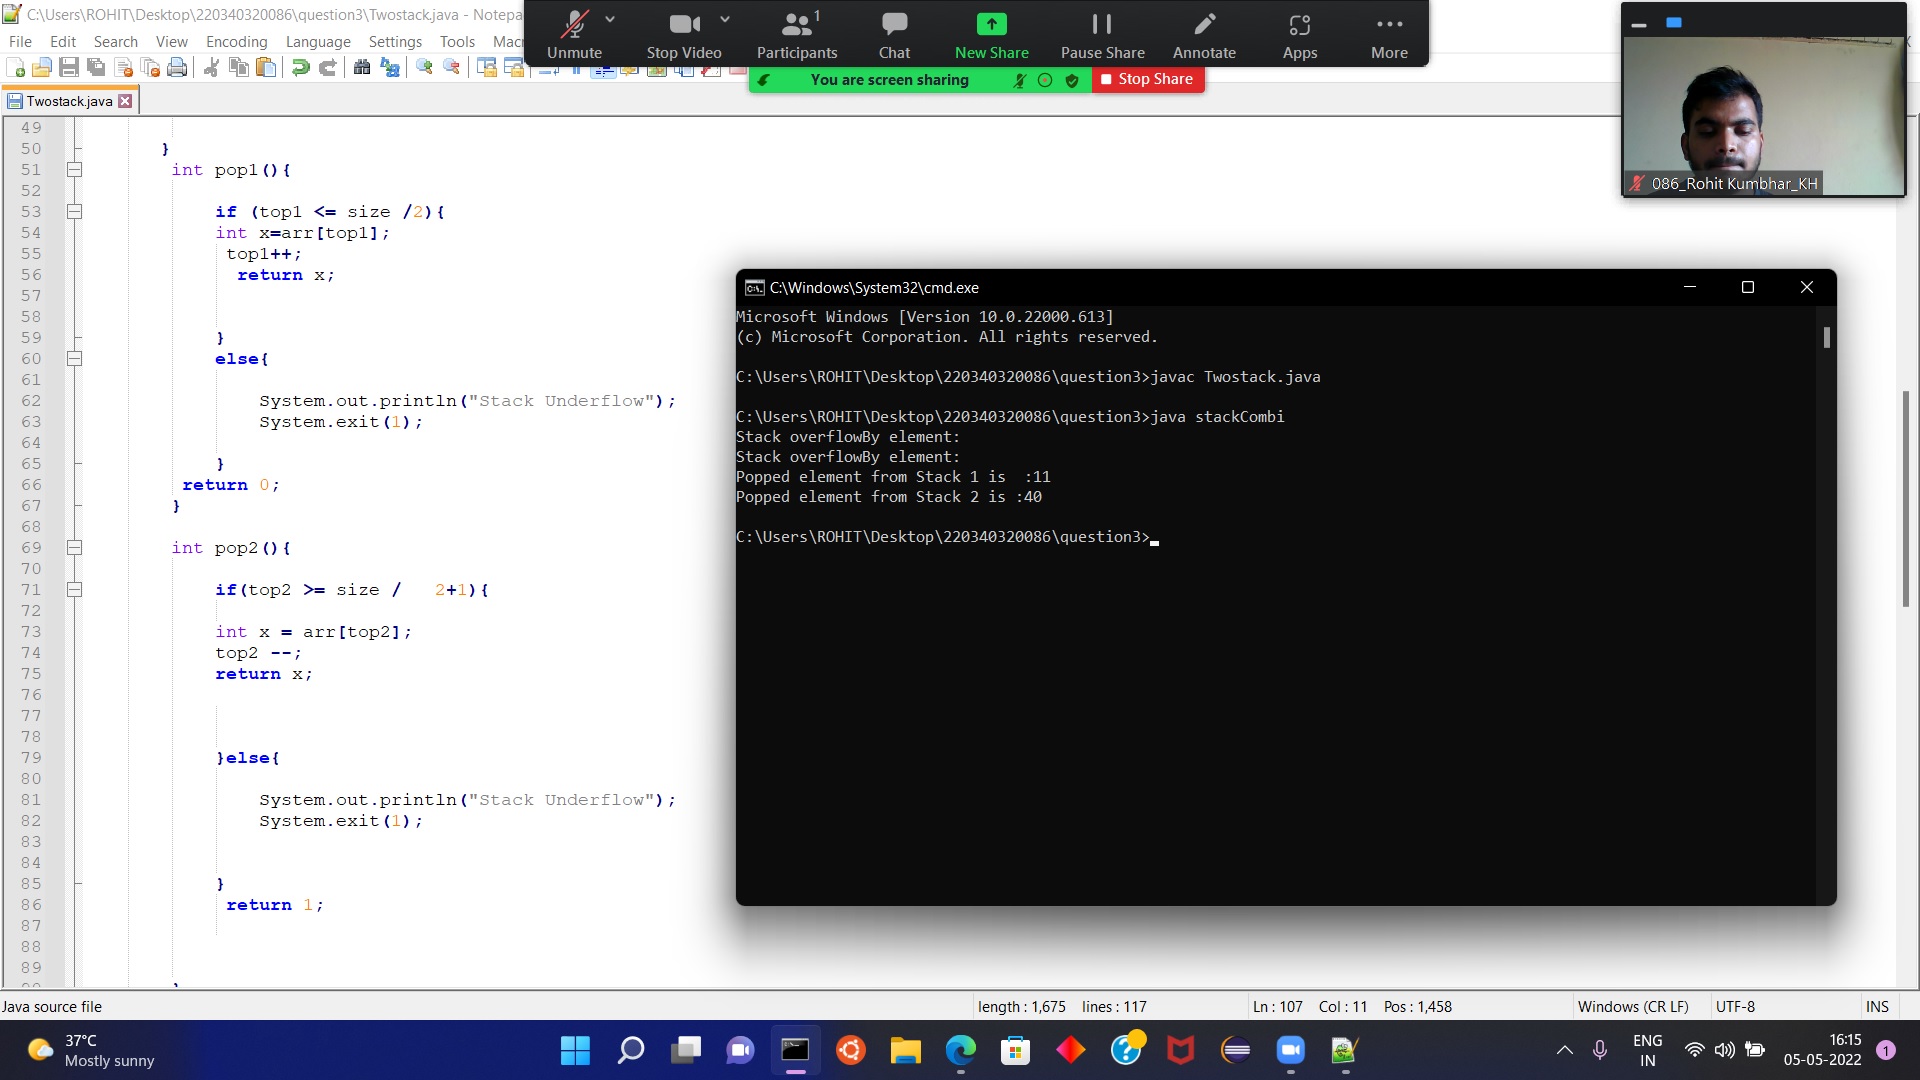 C:\Users\ROHIT\Desktop\220340320086\question3\Twostack.java - Notepa
File Edit Search View Encoding Language Settings Tools
Unmute Stop Video Participants 1 Chat New Share Pause Share Annotate Apps More
You are screen sharing Stop Share
086_Rohit Kumbhar_KH
Twostack.java
49
50 }
51 int pop1(){
52
53 if (top1 <= size /2){
54 int x=arr[top1];
55 top1++;
56 return x;
57
58
59 }
60 else{
61
62 System.out.println("Stack Underflow");
63 System.exit(1);
64
65 }
66 return 0;
67 }
68
69 int pop2(){
70
71 if(top2 >= size / 2+1){
72
73 int x = arr[top2];
74 top2 --;
75 return x;
76
77
78
79 }else{
80
81 System.out.println("Stack Underflow");
82 System.exit(1);
83
84
85 }
86 return 1;
87
88
89
C:\Windows\System32\cmd.exe
Microsoft Windows [Version 10.0.22000.613]
(c) Microsoft Corporation. All rights reserved.
C:\Users\ROHIT\Desktop\220340320086\question3>javac Twostack.java
C:\Users\ROHIT\Desktop\220340320086\question3>java stackCombi
Stack overflowBy element:
Stack overflowBy element:
Popped element from Stack 1 is  :11
Popped element from Stack 2 is :40
C:\Users\ROHIT\Desktop\220340320086\question3>
Java source file length : 1,675 lines : 117 Ln : 107 Col : 11 Pos : 1,458 Windows (CR LF) UTF-8 INS
37°C
Mostly sunny
ENG
IN
16:15
05-05-2022
1